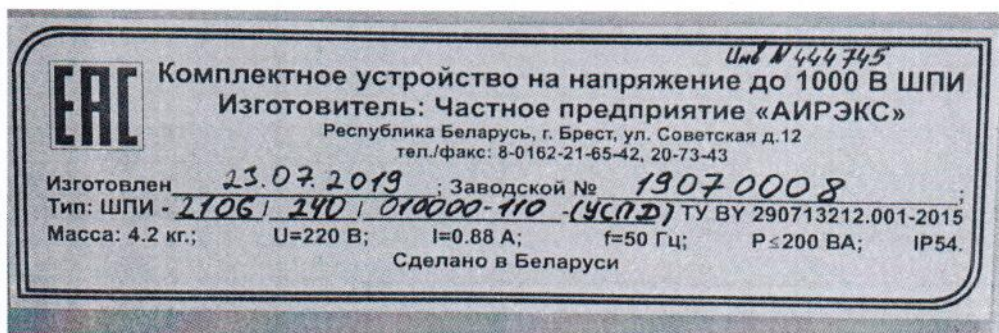 Инв N 444745
ЕАС
Комплектное устройство на напряжение до 1000 В ШПИ
Изготовитель: Частное предприятие «АИРЭКС»
Республика Беларусь, г. Брест, ул. Советская д.12
тел./факс: 8-0162-21-65-42, 20-73-43
Изготовлен 23.07.2019 ; Заводской № 19070008 ;
Тип: ШПИ - 2106 / 240 / 010000-110 -(УСПД) ТУ BY 290713212.001-2015
Масса: 4.2 кг.; U=220 В; I=0.88 А; f=50 Гц; P≤200 ВА; IP54.
Сделано в Беларуси